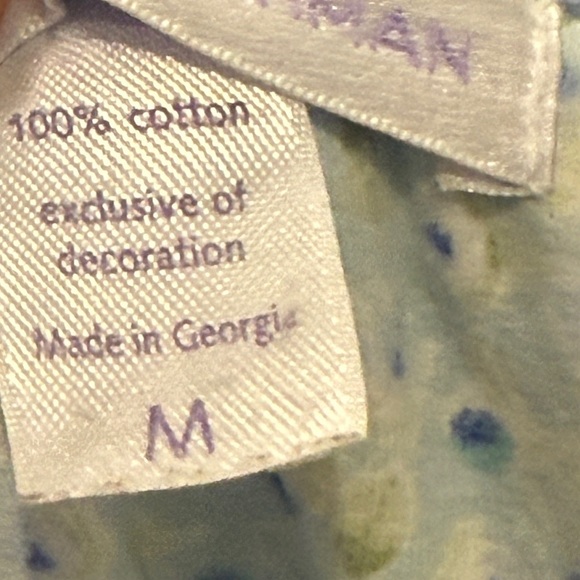 100% cotton
exclusive of
decoration
Made in Georgia
M